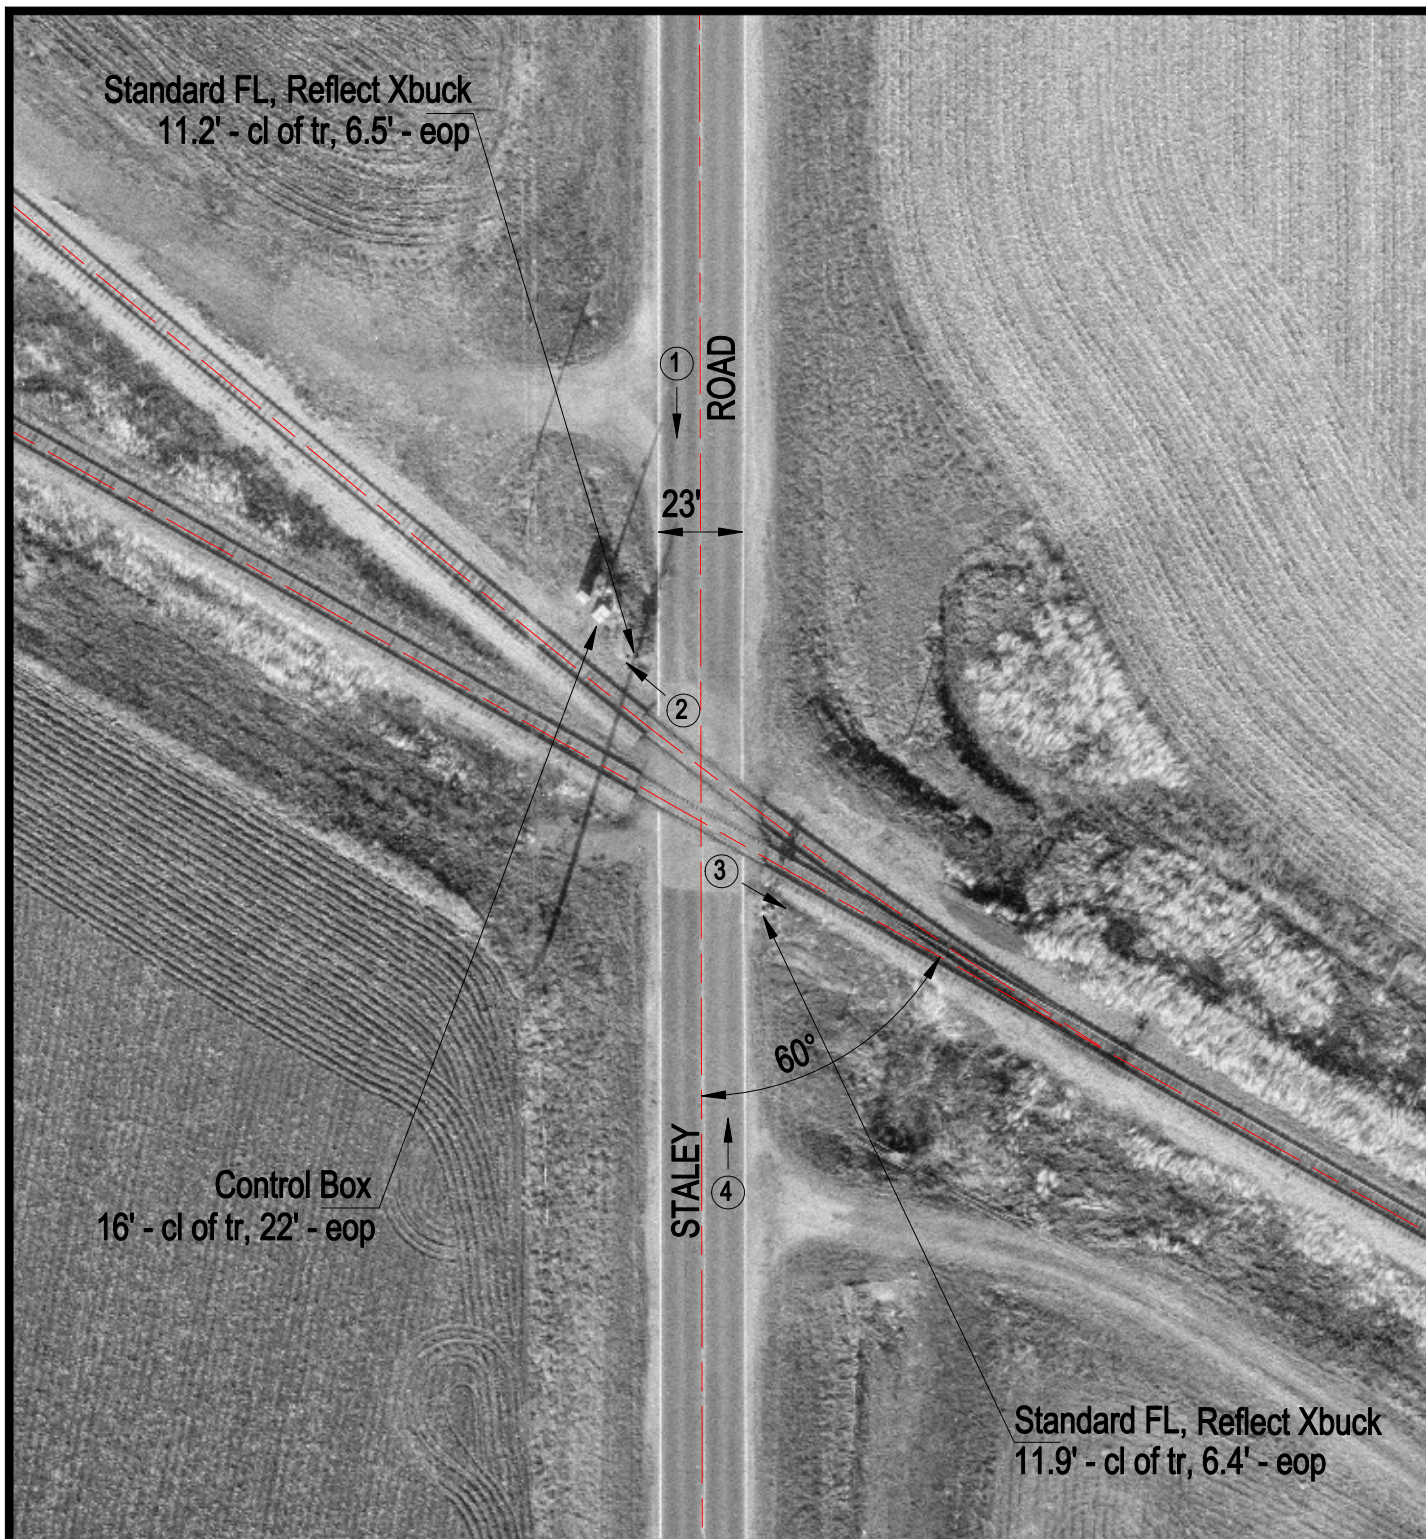 Standard FL, Reflect Xbuck
11.2' - cl of tr, 6.5' - eop
1
ROAD
23'
2
3
60°
STALEY
4
Control Box
16' - cl of tr, 22' - eop
Standard FL, Reflect Xbuck
11.9' - cl of tr, 6.4' - eop